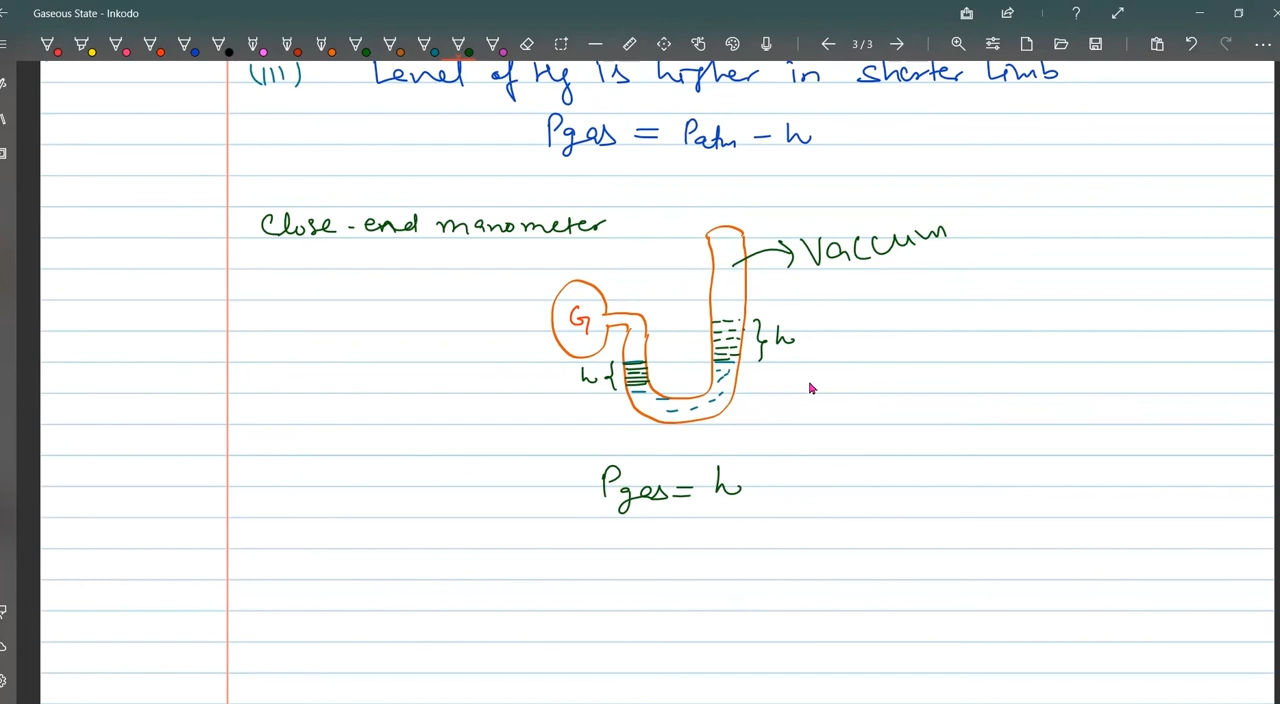 Gaseous State - Inkodo
3/3
(III) Level of Hg is higher in shorter limb
Pgas = Patm - h
Close-end manometer
Vaccum
G
h
h
Pgas = h